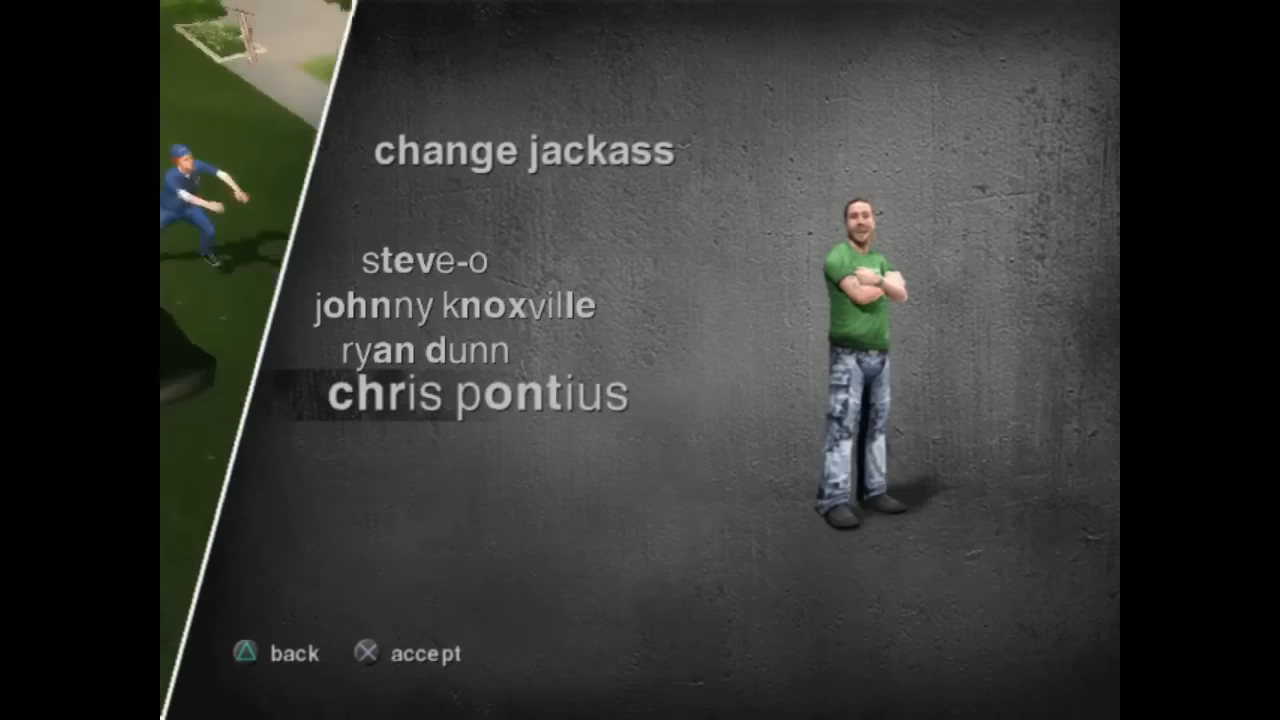 change jackass
steve-o
johnny knoxville
ryan dunn
chris pontius
back accept